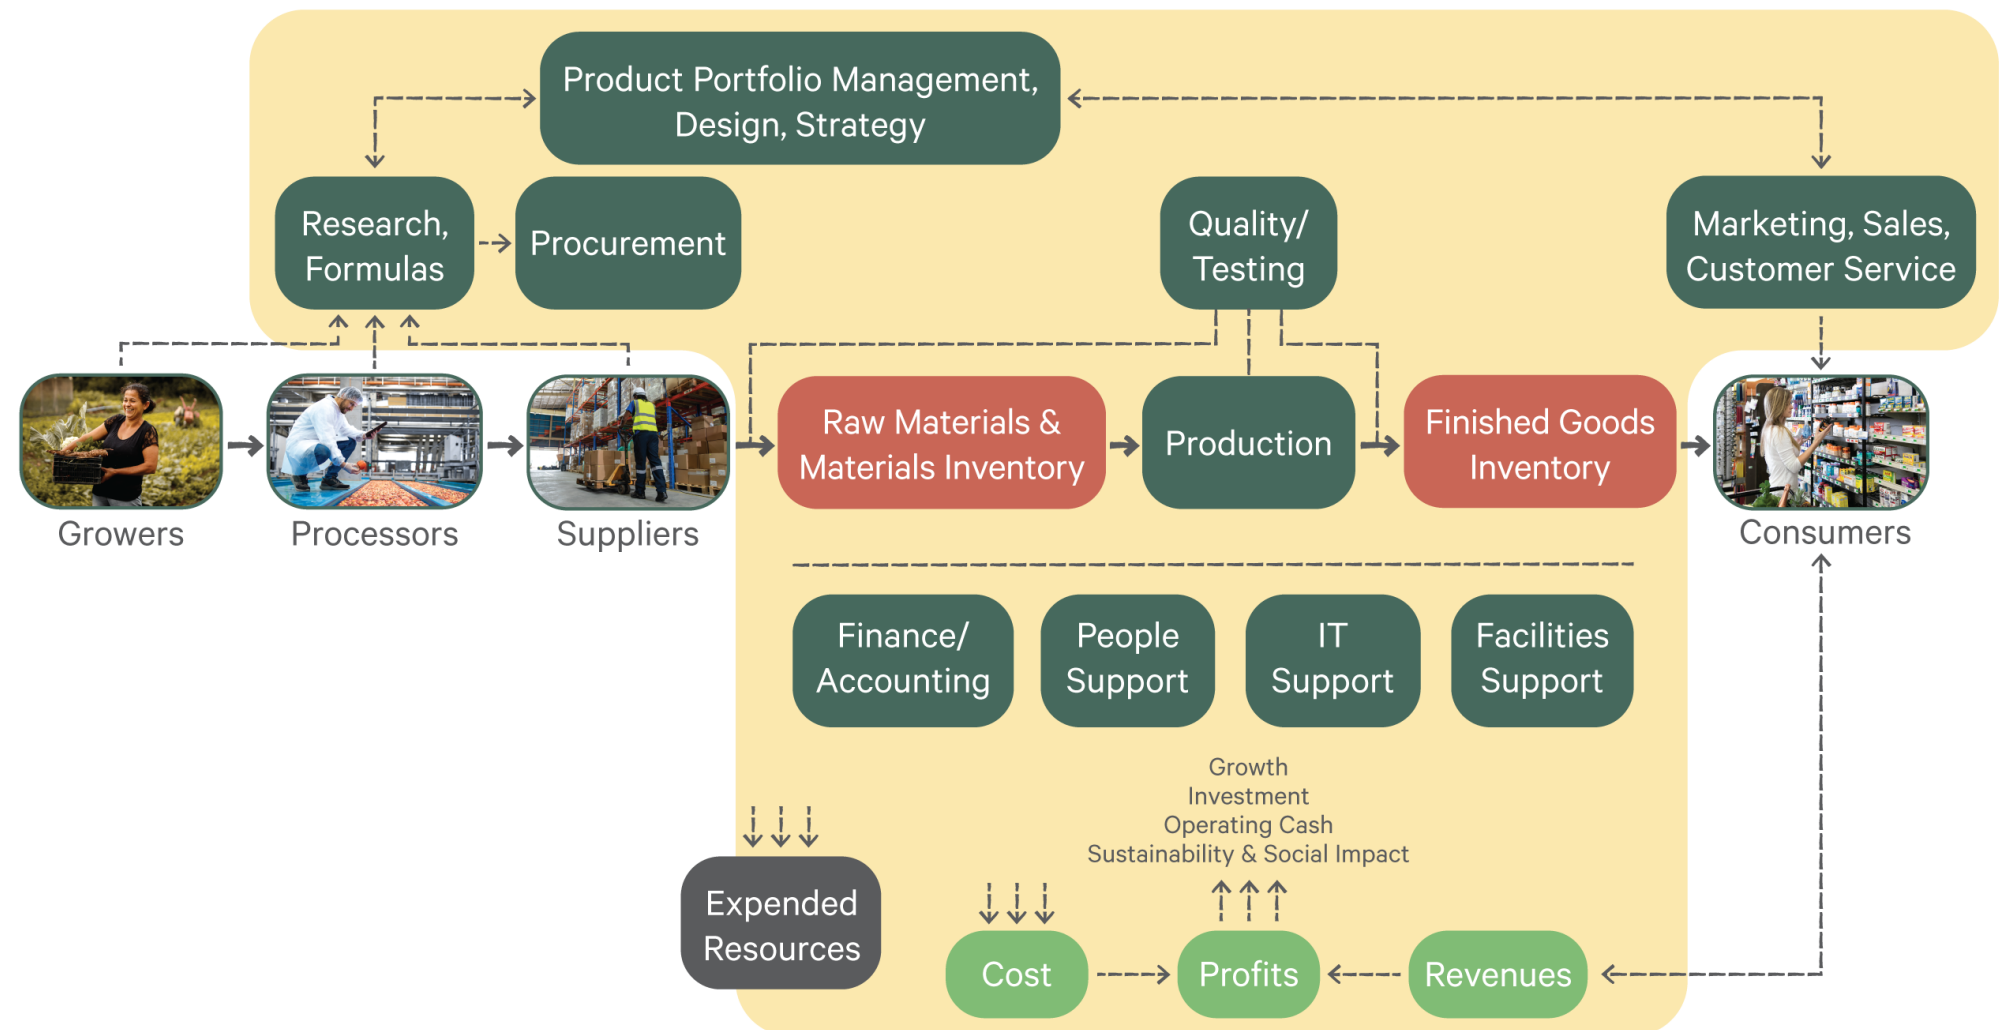 Product Portfolio Management,
Design, Strategy
Research,
Formulas
Procurement
Quality/
Testing
Marketing, Sales,
Customer Service
Growers
Processors
Suppliers
Raw Materials &
Materials Inventory
Production
Finished Goods
Inventory
Consumers
Finance/
Accounting
People
Support
IT
Support
Facilities
Support
Growth
Investment
Operating Cash
Sustainability & Social Impact
Expended
Resources
Cost
Profits
Revenues